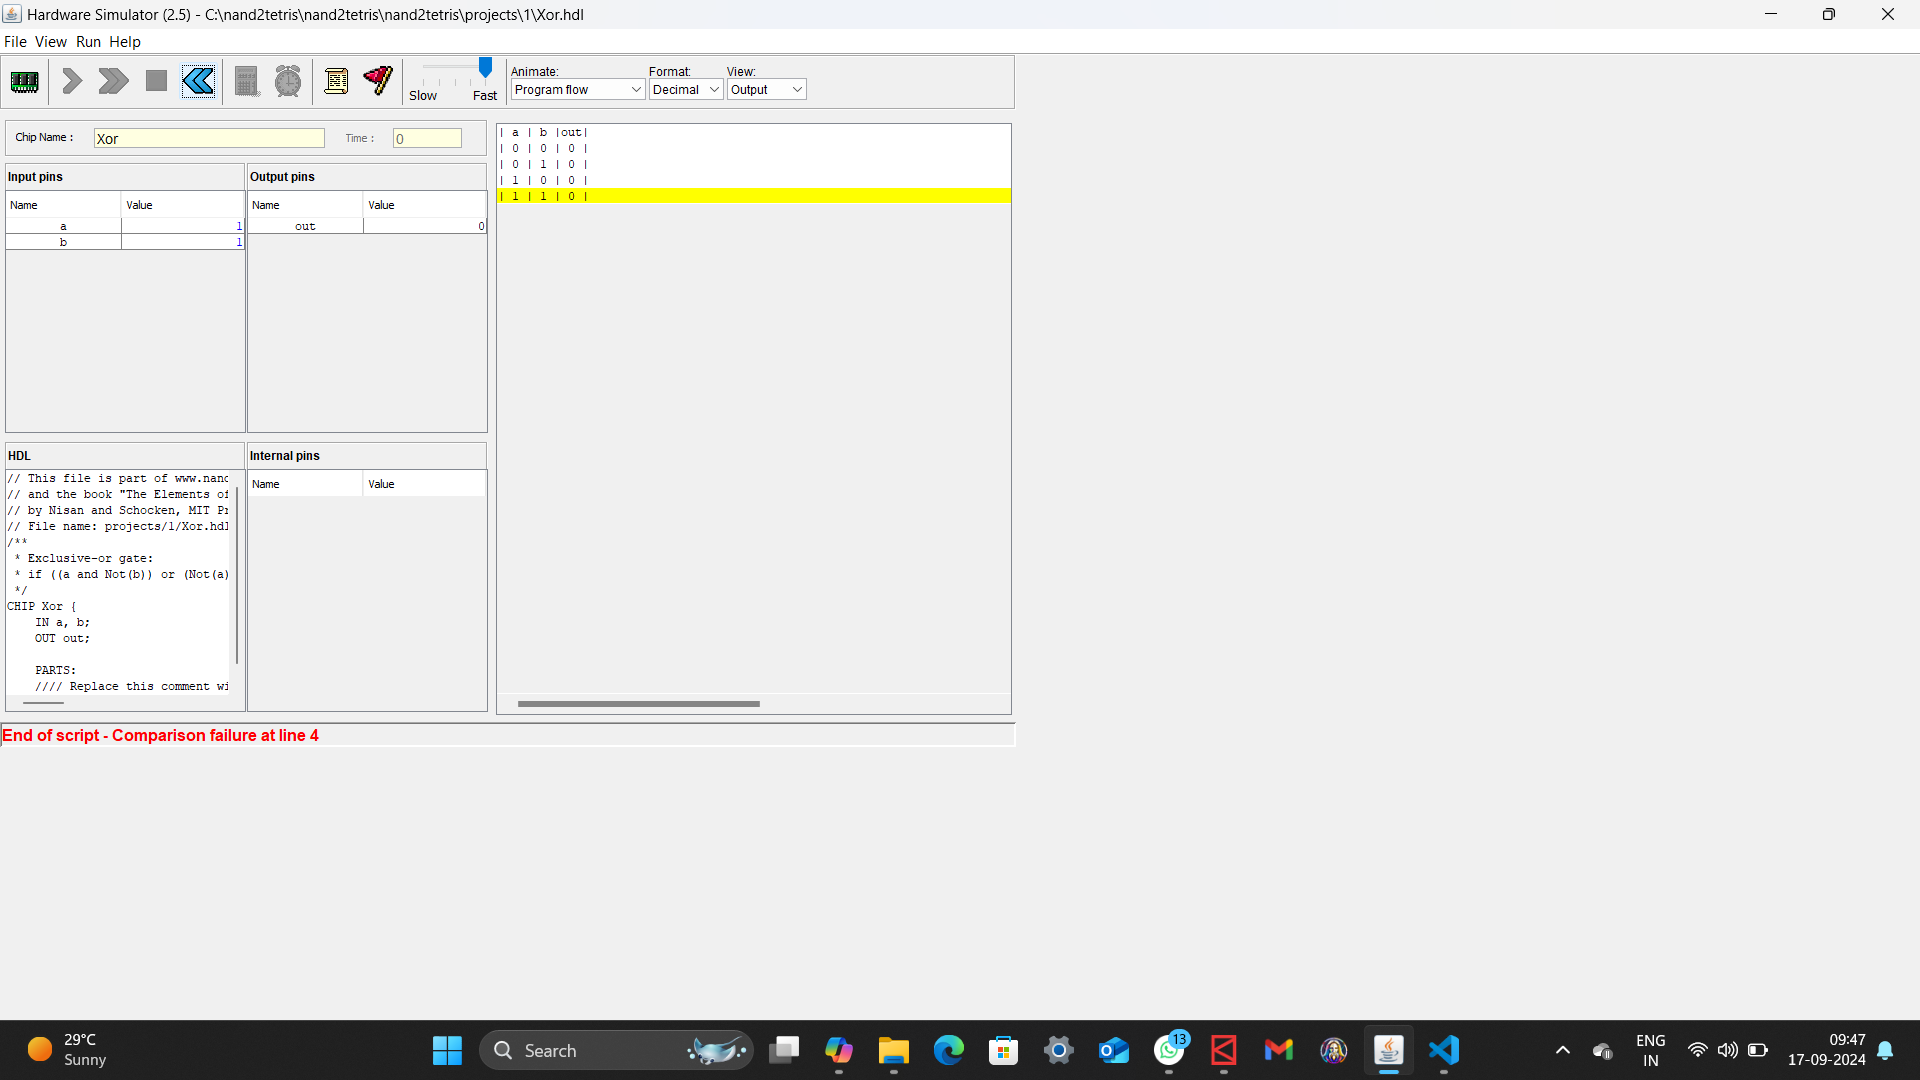 Hardware Simulator (2.5) - C:\nand2tetris\nand2tetris\nand2tetris\projects\1\Xor.hdl
File View Run Help
Slow Fast
Animate: Format: View:
Program flow Decimal Output
Chip Name : Xor Time : 0
Input pins Output pins
Name Value Name Value
a 1 out 0
b 1
| a | b |out|
| 0 | 0 | 0 |
| 0 | 1 | 0 |
| 1 | 0 | 0 |
| 1 | 1 | 0 |
HDL Internal pins
Name Value
// This file is part of www.nand
// and the book "The Elements of
// by Nisan and Schocken, MIT Pr
// File name: projects/1/Xor.hdl
/**
* Exclusive-or gate:
* if ((a and Not(b)) or (Not(a)
*/
CHIP Xor {
IN a, b;
OUT out;
PARTS:
//// Replace this comment wi
End of script - Comparison failure at line 4
29°C
Sunny
Search
13
ENG
IN
09:47
17-09-2024